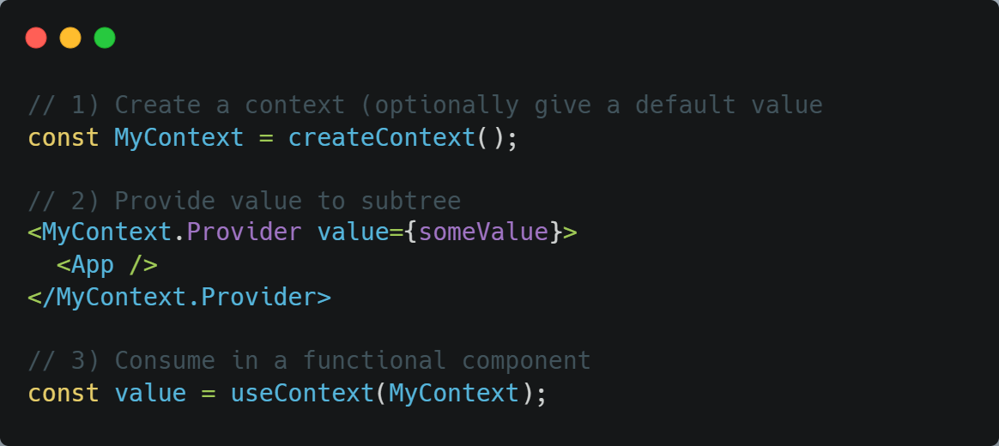 // 1) Create a context (optionally give a default value
const MyContext = createContext();
// 2) Provide value to subtree
<MyContext.Provider value={someValue}>
  <App />
</MyContext.Provider>
// 3) Consume in a functional component
const value = useContext(MyContext);